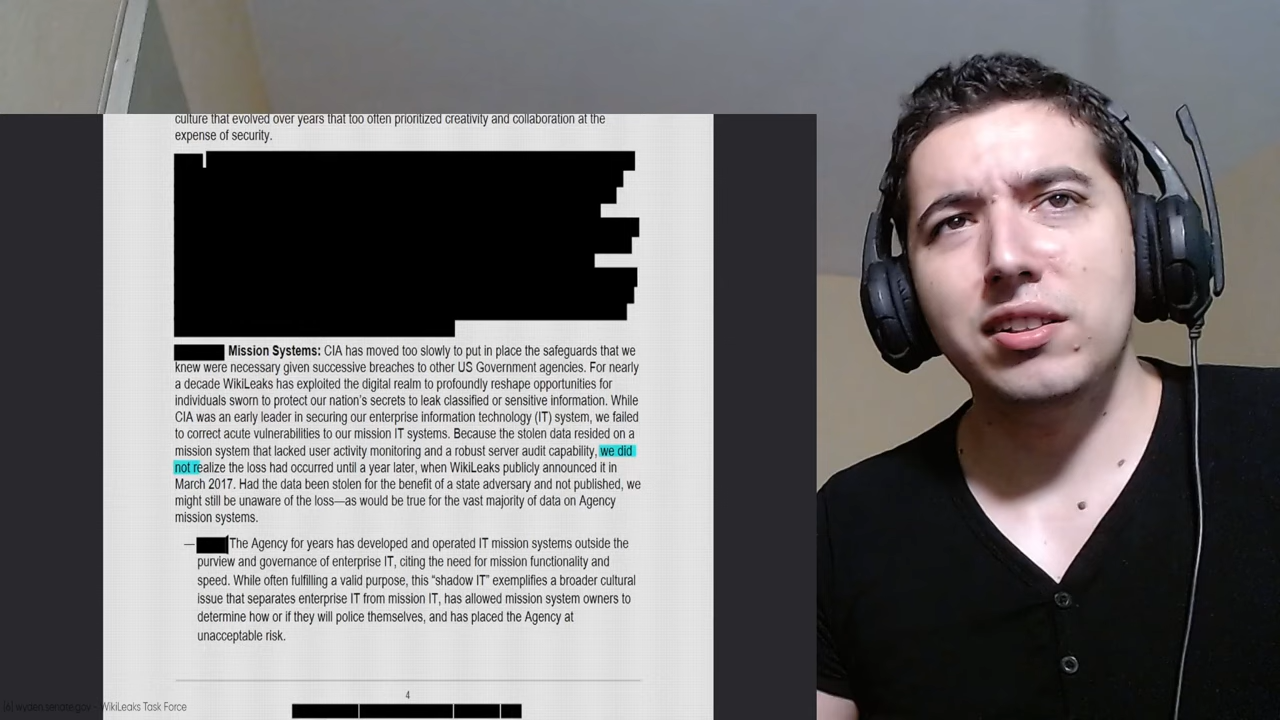 culture that evolved over years that too often prioritized creativity and collaboration at the
expense of security.
Mission Systems: CIA has moved too slowly to put in place the safeguards that we
knew were necessary given successive breaches to other US Government agencies. For nearly
a decade WikiLeaks has exploited the digital realm to profoundly reshape opportunities for
individuals sworn to protect our nation's secrets to leak classified or sensitive information. While
CIA was an early leader in securing our enterprise information technology (IT) system, we failed
to correct acute vulnerabilities to our mission IT systems. Because the stolen data resided on a
mission system that lacked user activity monitoring and a robust server audit capability, we did
not realize the loss had occurred until a year later, when WikiLeaks publicly announced it in
March 2017. Had the data been stolen for the benefit of a state adversary and not published, we
might still be unaware of the loss—as would be true for the vast majority of data on Agency
mission systems.
— The Agency for years has developed and operated IT mission systems outside the
purview and governance of enterprise IT, citing the need for mission functionality and
speed. While often fulfilling a valid purpose, this “shadow IT” exemplifies a broader cultural
issue that separates enterprise IT from mission IT, has allowed mission system owners to
determine how or if they will police themselves, and has placed the Agency at
unacceptable risk.
4
[6] wyden.senate.gov - WikiLeaks Task Force